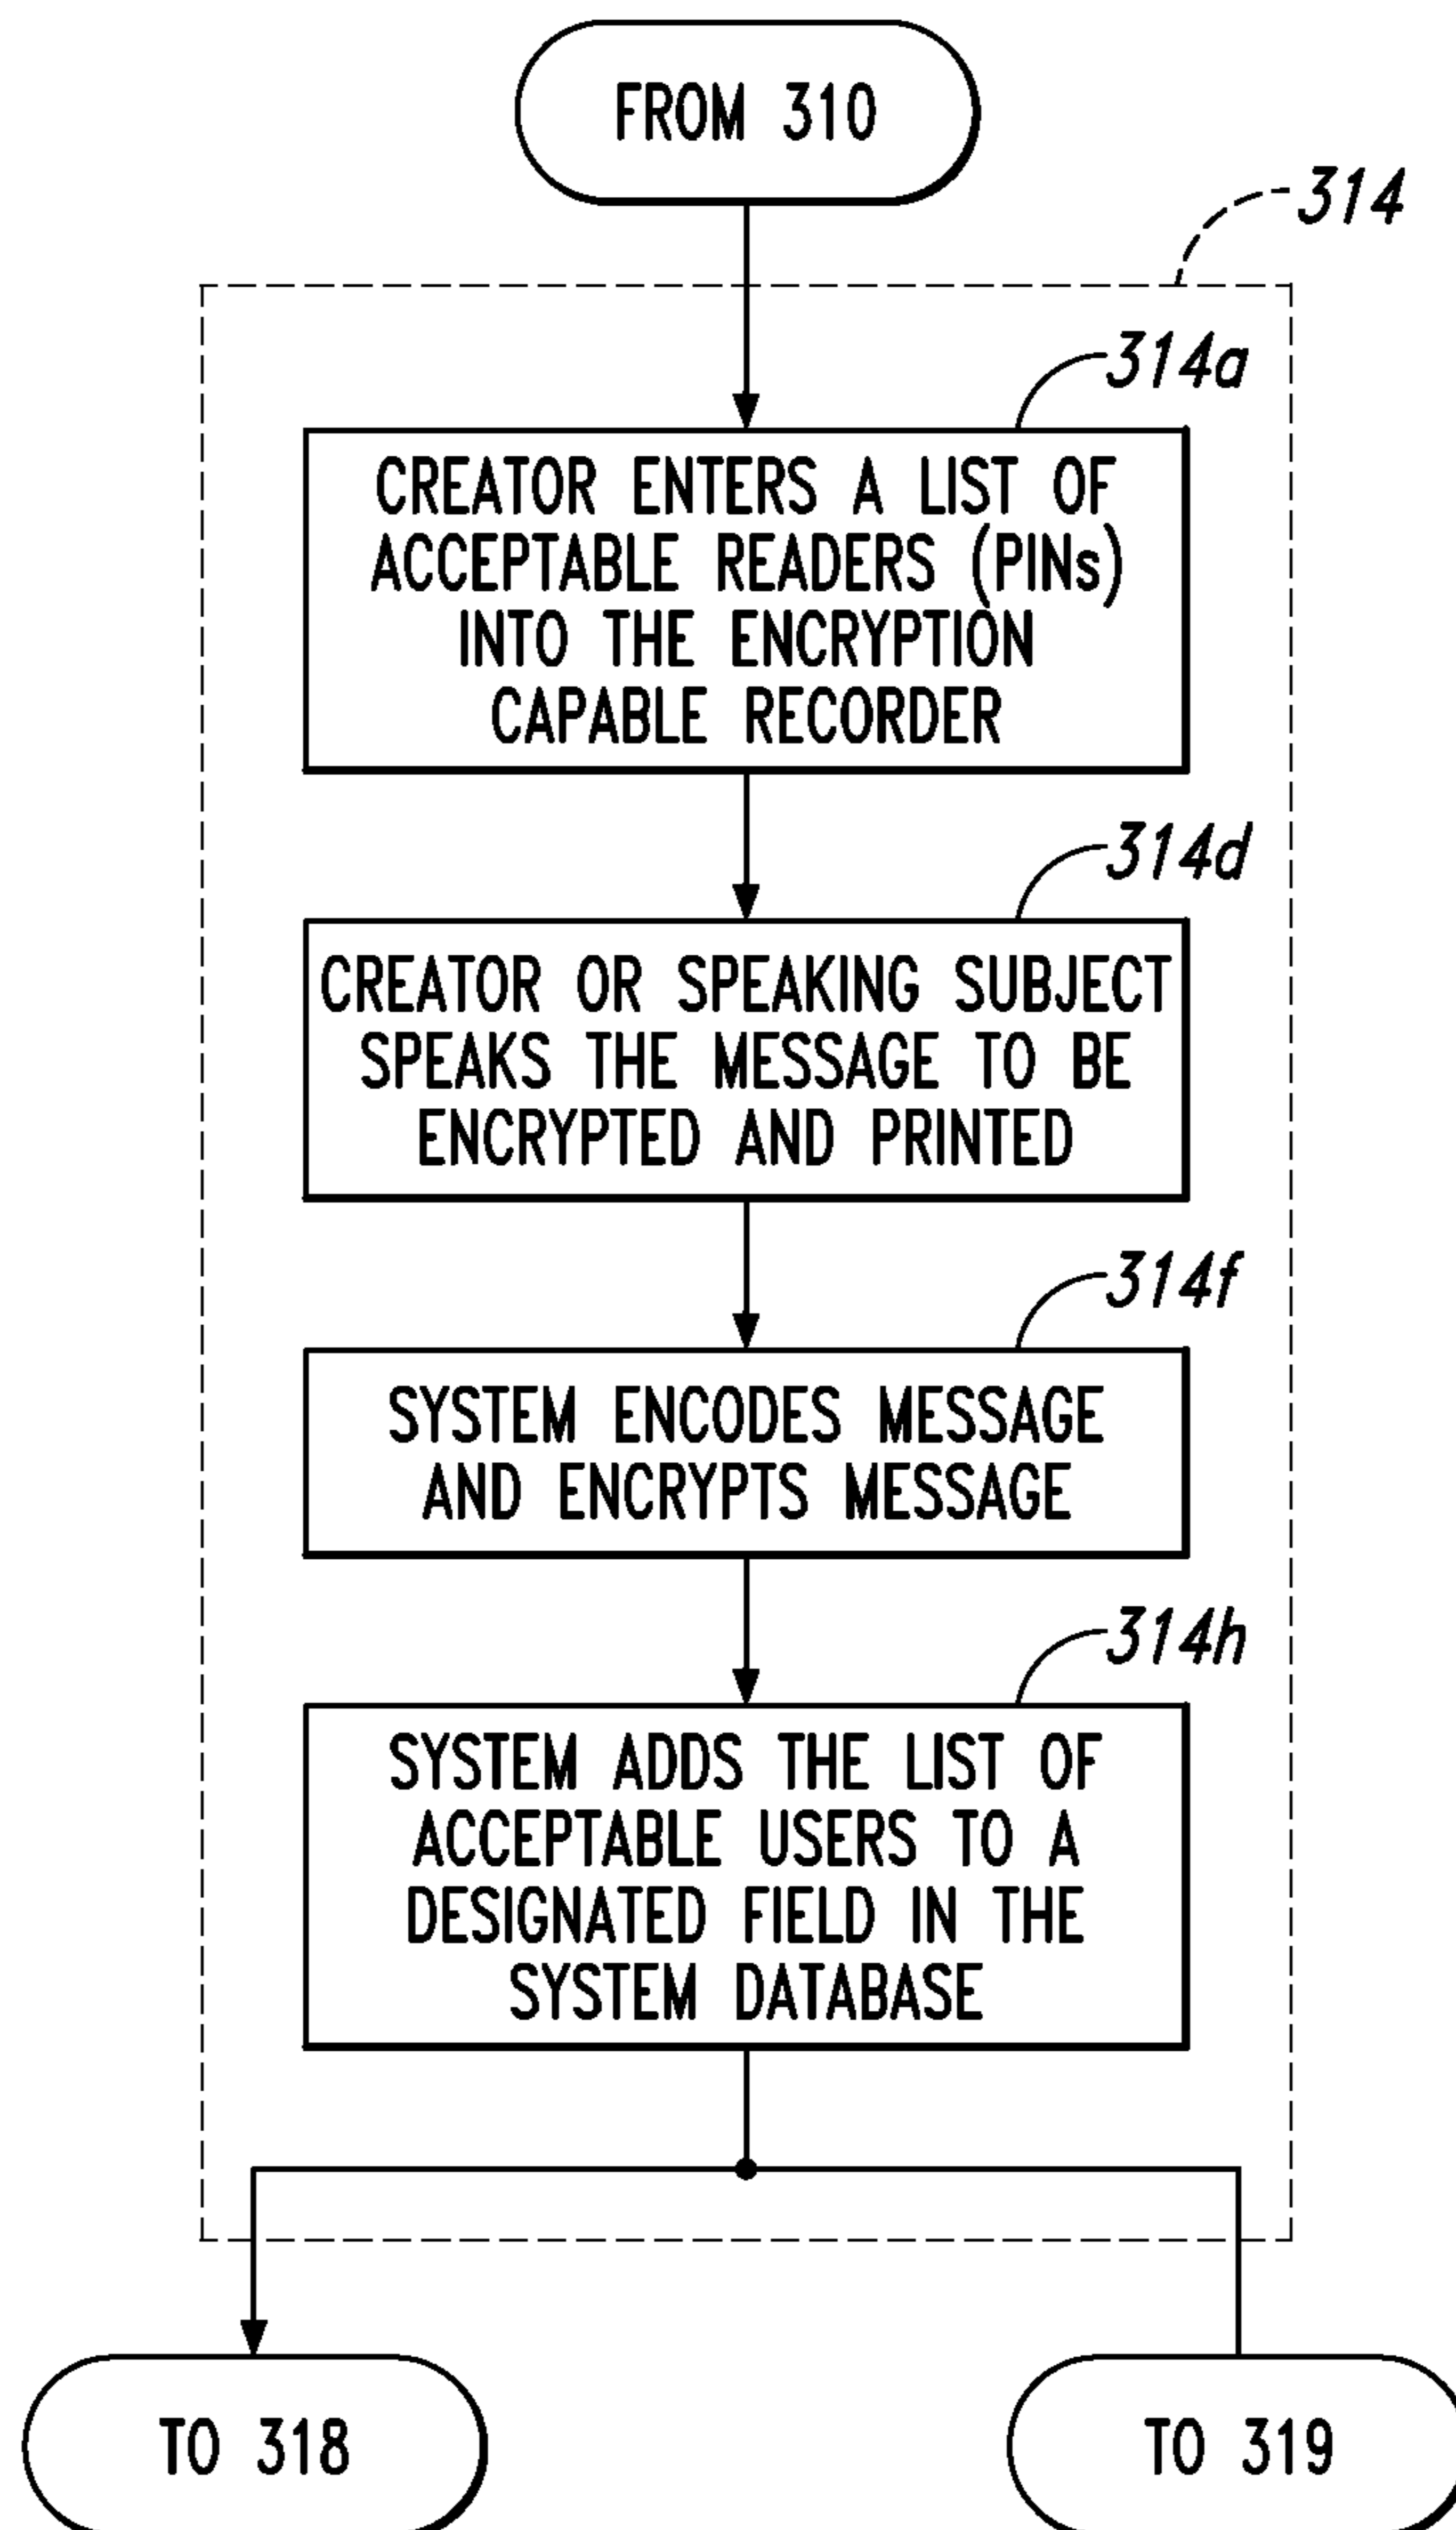 FROM 310
314
314a
CREATOR ENTERS A LIST OF
ACCEPTABLE READERS (PINs)
INTO THE ENCRYPTION
CAPABLE RECORDER
314d
CREATOR OR SPEAKING SUBJECT
SPEAKS THE MESSAGE TO BE
ENCRYPTED AND PRINTED
314f
SYSTEM ENCODES MESSAGE
AND ENCRYPTS MESSAGE
314h
SYSTEM ADDS THE LIST OF
ACCEPTABLE USERS TO A
DESIGNATED FIELD IN THE
SYSTEM DATABASE
TO 318
TO 319